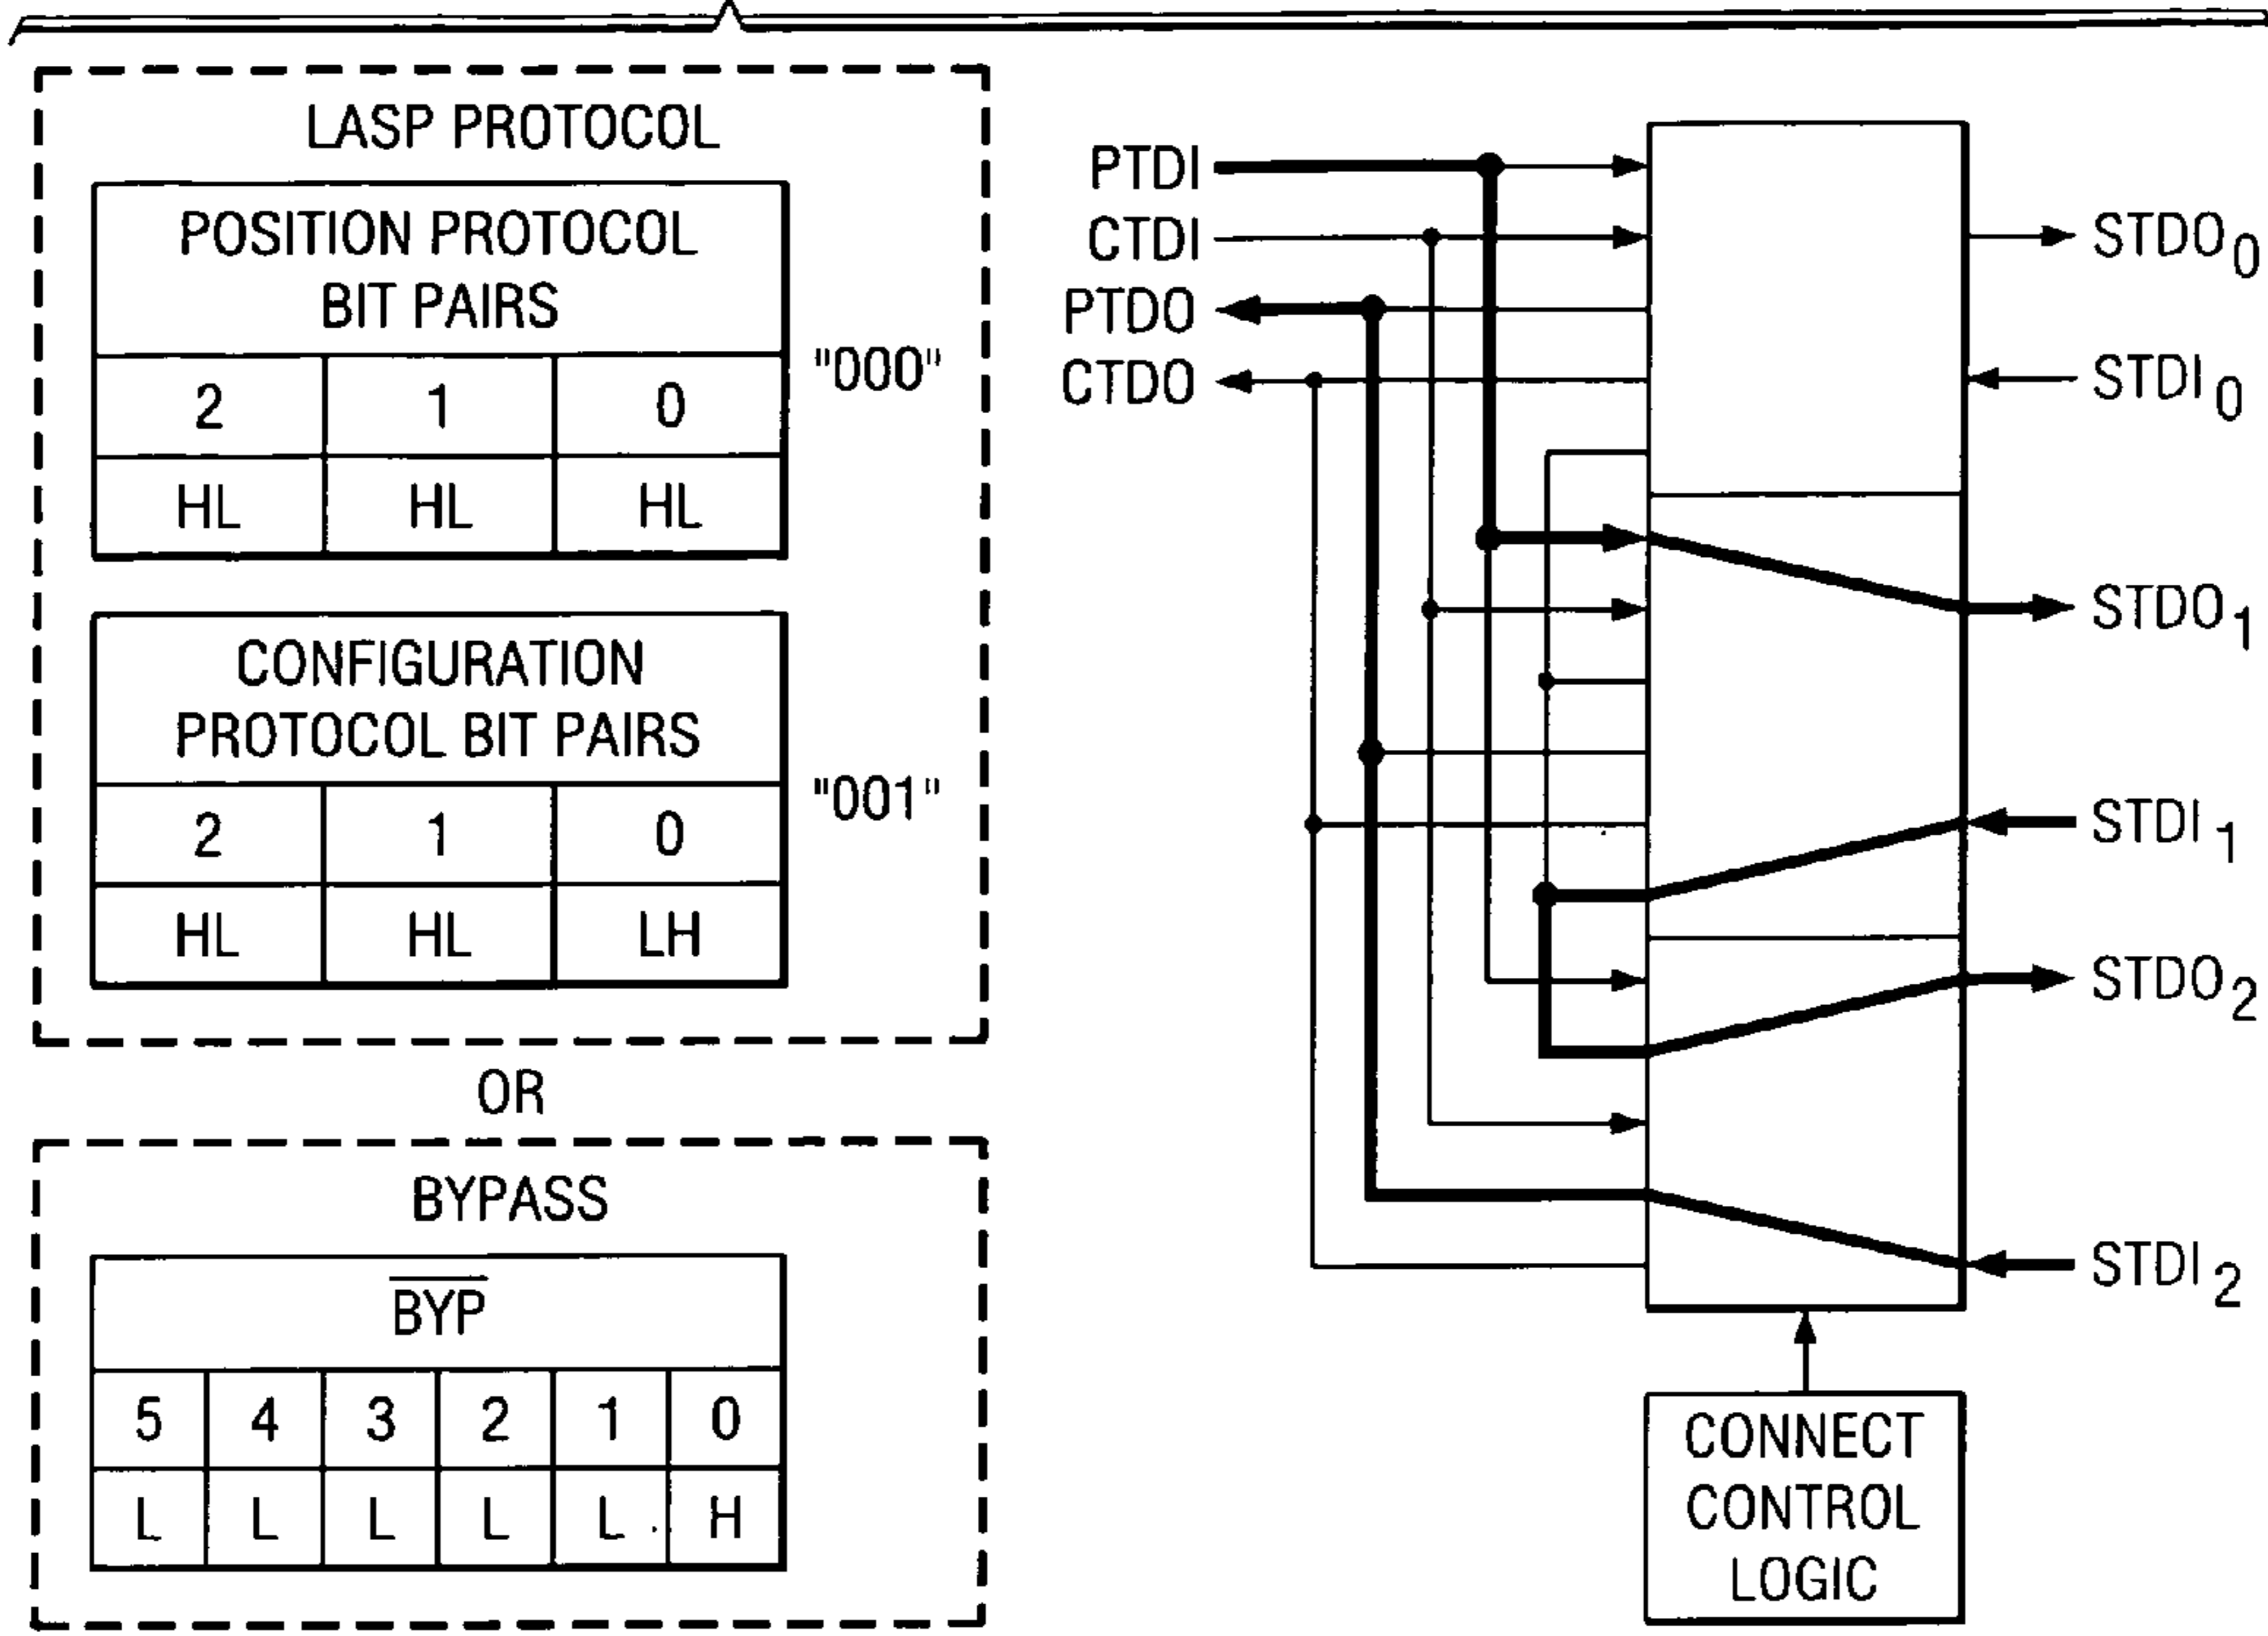 LASP PROTOCOL
POSITION PROTOCOL
BIT PAIRS
2 1 0
HL HL HL
"000"
CONFIGURATION
PROTOCOL BIT PAIRS
2 1 0
HL HL LH
"001"
OR
BYPASS
BYP
5 4 3 2 1 0
L L L L L H
PTDI
CTDI
PTDO
CTDO
STDO0
STDI0
STDO1
STDI1
STDO2
STDI2
CONNECT
CONTROL
LOGIC